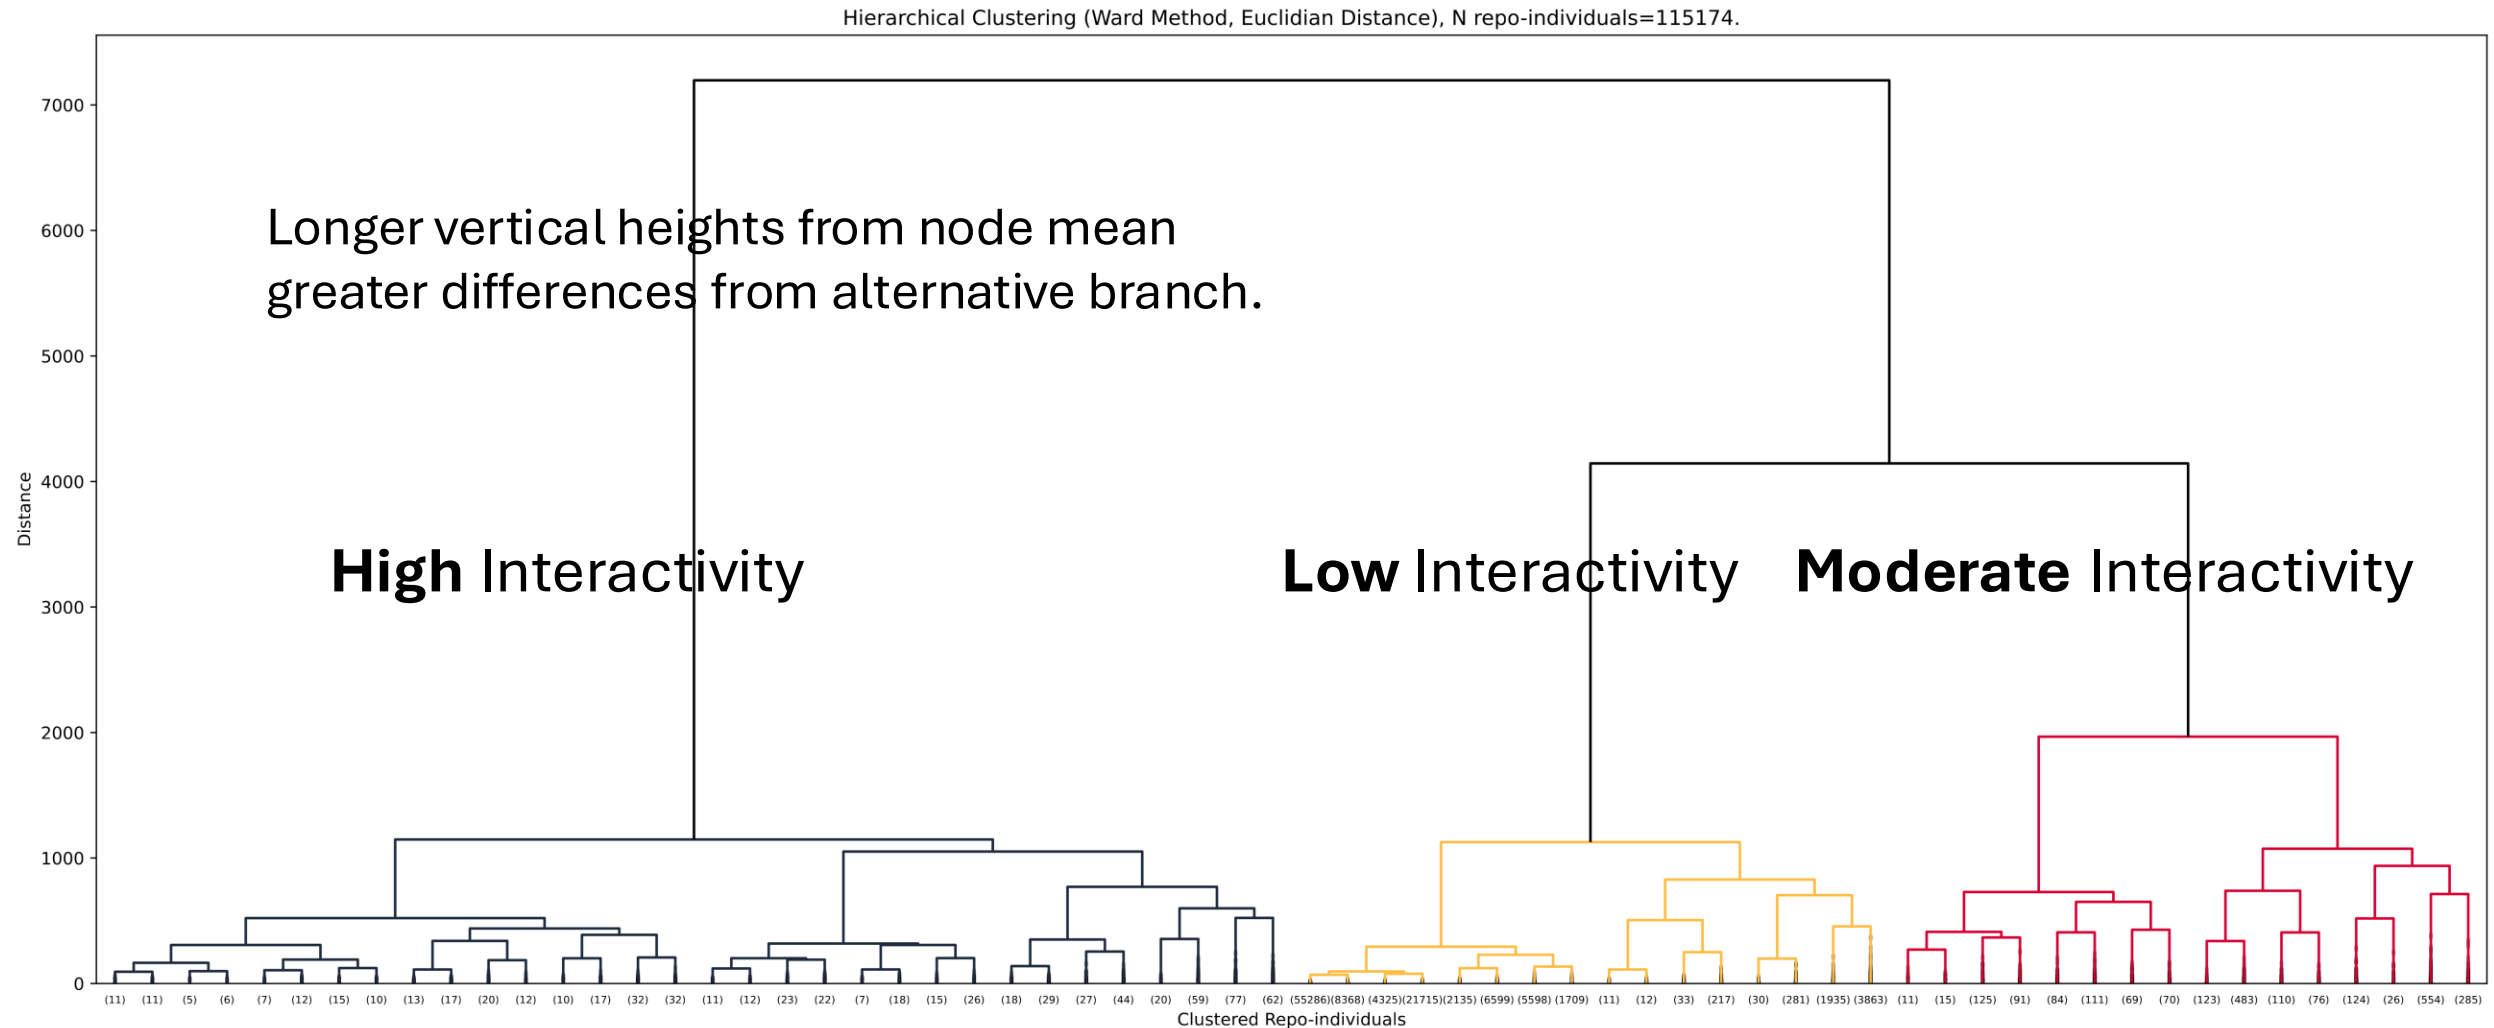 Hierarchical Clustering (Ward Method, Euclidian Distance), N repo-individuals=115174.
7000
6000
5000
4000
3000
2000
1000
0
Distance
Longer vertical heights from node mean
greater differences from alternative branch.
High Interactivity
Low Interactivity
Moderate Interactivity
(11) (11) (5) (6) (7) (12) (15) (10) (13) (17) (20) (12) (10) (17) (32) (32) (11) (12) (23) (22) (7) (18) (15) (26) (18) (29) (27) (44) (20) (59) (77) (62) (55286) (8368) (4325) (21715) (2135) (6599) (5598) (1709) (11) (12) (33) (217) (30) (281) (1935) (3863) (11) (15) (125) (91) (84) (111) (69) (70) (123) (483) (110) (76) (124) (26) (554) (285)
Clustered Repo-individuals